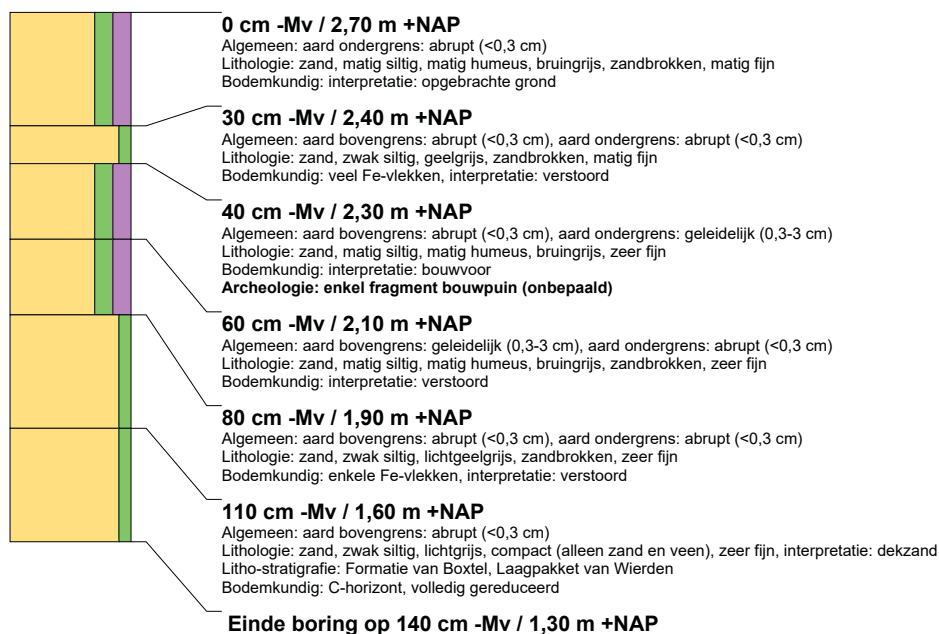 0 cm -Mv / 2,70 m +NAP
Algemeen: aard ondergrens: abrupt (<0,3 cm)
Lithologie: zand, matig siltig, matig humeus, bruingrijs, zandbrokken, matig fijn
Bodemkundig: interpretatie: opgebrachte grond
30 cm -Mv / 2,40 m +NAP
Algemeen: aard bovengrens: abrupt (<0,3 cm), aard ondergrens: abrupt (<0,3 cm)
Lithologie: zand, zwak siltig, geelgrijs, zandbrokken, matig fijn
Bodemkundig: veel Fe-vlekken, interpretatie: verstoord
40 cm -Mv / 2,30 m +NAP
Algemeen: aard bovengrens: abrupt (<0,3 cm), aard ondergrens: geleidelijk (0,3-3 cm)
Lithologie: zand, matig siltig, matig humeus, bruingrijs, zeer fijn
Bodemkundig: interpretatie: bouwvoor
Archeologie: enkel fragment bouwpuin (onbepaald)
60 cm -Mv / 2,10 m +NAP
Algemeen: aard bovengrens: geleidelijk (0,3-3 cm), aard ondergrens: abrupt (<0,3 cm)
Lithologie: zand, matig siltig, matig humeus, bruingrijs, zandbrokken, zeer fijn
Bodemkundig: interpretatie: verstoord
80 cm -Mv / 1,90 m +NAP
Algemeen: aard bovengrens: abrupt (<0,3 cm), aard ondergrens: abrupt (<0,3 cm)
Lithologie: zand, zwak siltig, lichtgeelgrijs, zandbrokken, zeer fijn
Bodemkundig: enkele Fe-vlekken, interpretatie: verstoord
110 cm -Mv / 1,60 m +NAP
Algemeen: aard bovengrens: abrupt (<0,3 cm)
Lithologie: zand, zwak siltig, lichtgrijs, compact (alleen zand en veen), zeer fijn, interpretatie: dekzand
Litho-stratigrafie: Formatie van Boxtel, Laagpakket van Wierden
Bodemkundig: C-horizont, volledig gereduceerd
Einde boring op 140 cm -Mv / 1,30 m +NAP